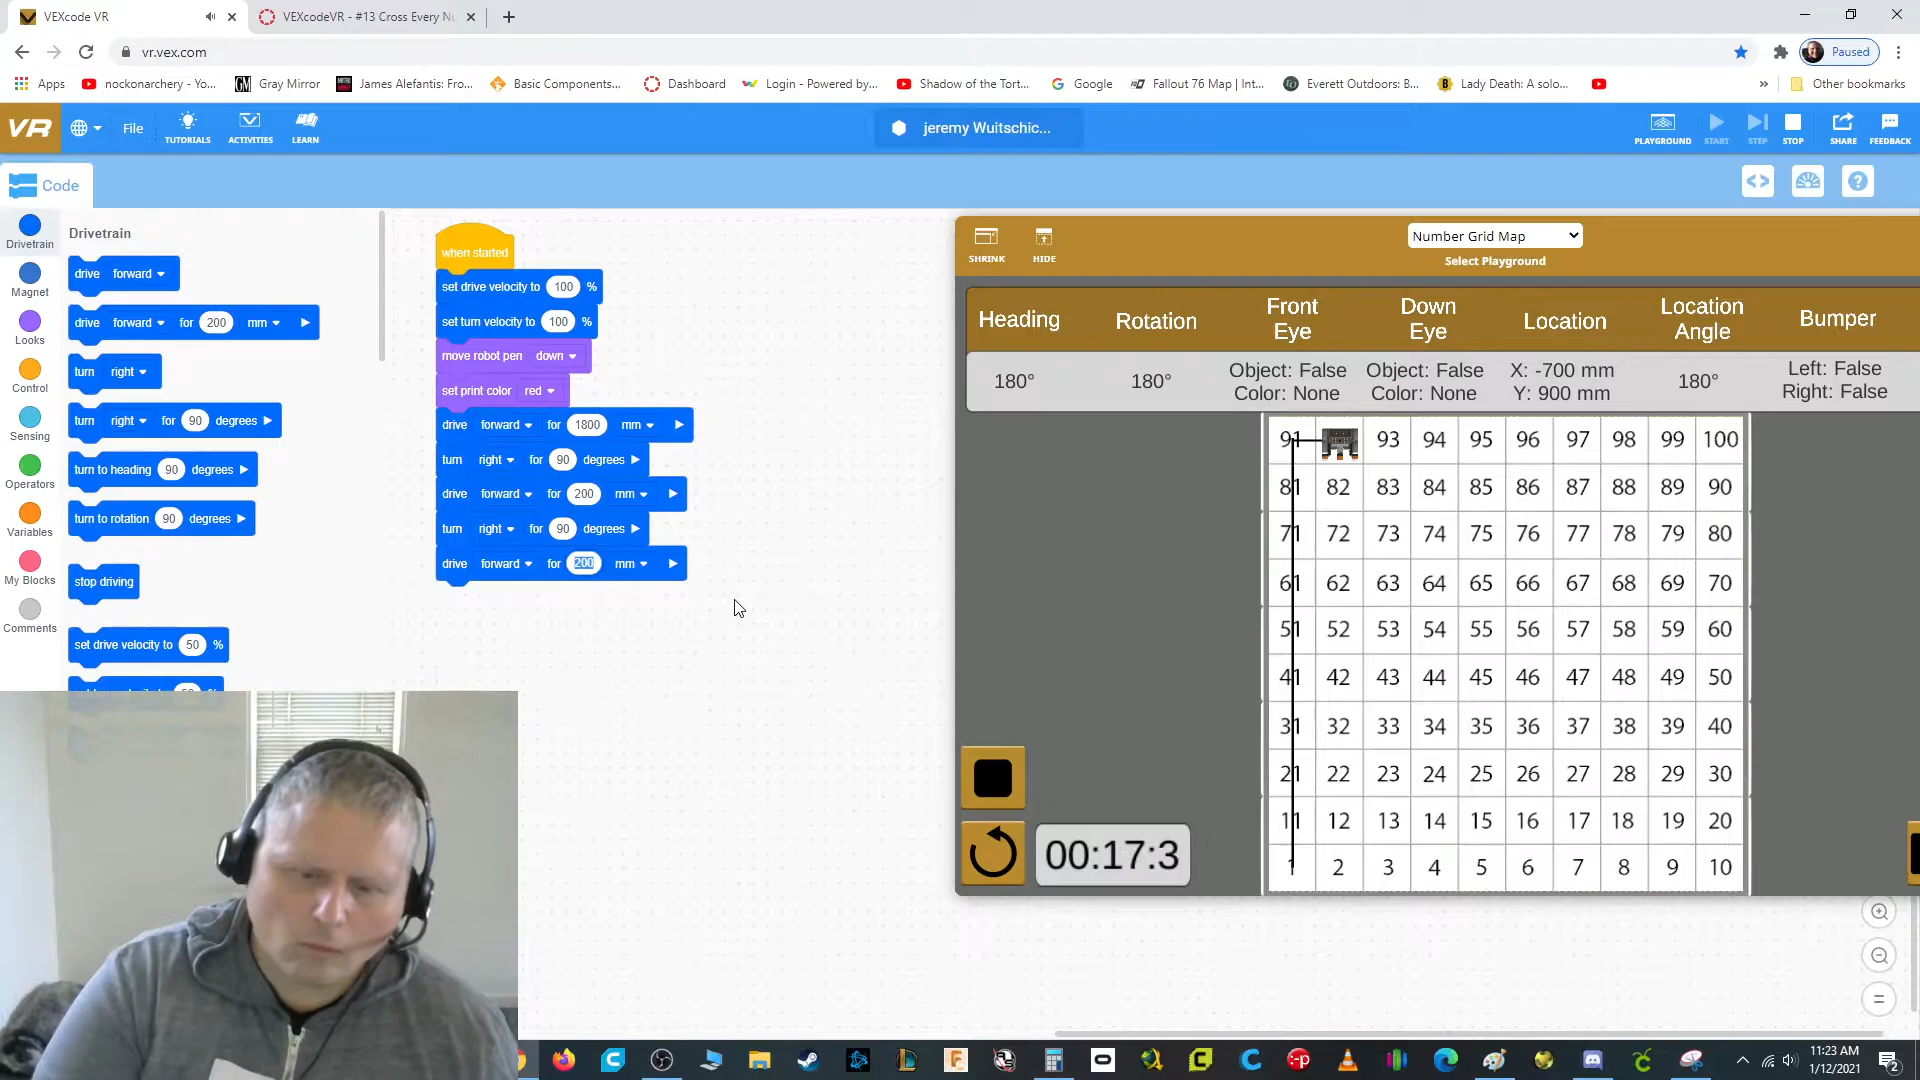 VEXcode VR
VEXcodeVR - #13 Cross Every Nu
vr.vex.com
Paused
Apps
nockonarchery - Yo...
Gray Mirror
James Alefantis: Fro...
Basic Components...
Dashboard
Login - Powered by...
Shadow of the Tort...
Google
Fallout 76 Map | Int...
Everett Outdoors: B...
Lady Death: A solo...
»
Other bookmarks
VR
File
TUTORIALS
ACTIVITIES
LEARN
jeremy Wuitschic...
PLAYGROUND
START
STEP
STOP
SHARE
FEEDBACK
Code
Drivetrain
Magnet
Looks
Control
Sensing
Operators
Variables
My Blocks
Comments
Drivetrain
drive forward
drive forward for 200 mm
turn right
turn right for 90 degrees
turn to heading 90 degrees
turn to rotation 90 degrees
stop driving
set drive velocity to 50 %
when started
set drive velocity to 100 %
set turn velocity to 100 %
move robot pen down
set print color red
drive forward for 1800 mm
turn right for 90 degrees
drive forward for 200 mm
turn right for 90 degrees
drive forward for 200 mm
SHRINK
HIDE
Number Grid Map
Select Playground
Heading Rotation Front Eye Down Eye Location Location Angle Bumper
180° 180° Object: False Color: None Object: False Color: None X: -700 mm Y: 900 mm 180° Left: False Right: False
91 93 94 95 96 97 98 99 100
81 82 83 84 85 86 87 88 89 90
71 72 73 74 75 76 77 78 79 80
61 62 63 64 65 66 67 68 69 70
51 52 53 54 55 56 57 58 59 60
41 42 43 44 45 46 47 48 49 50
31 32 33 34 35 36 37 38 39 40
21 22 23 24 25 26 27 28 29 30
11 12 13 14 15 16 17 18 19 20
1 2 3 4 5 6 7 8 9 10
00:17:3
11:23 AM
1/12/2021
2